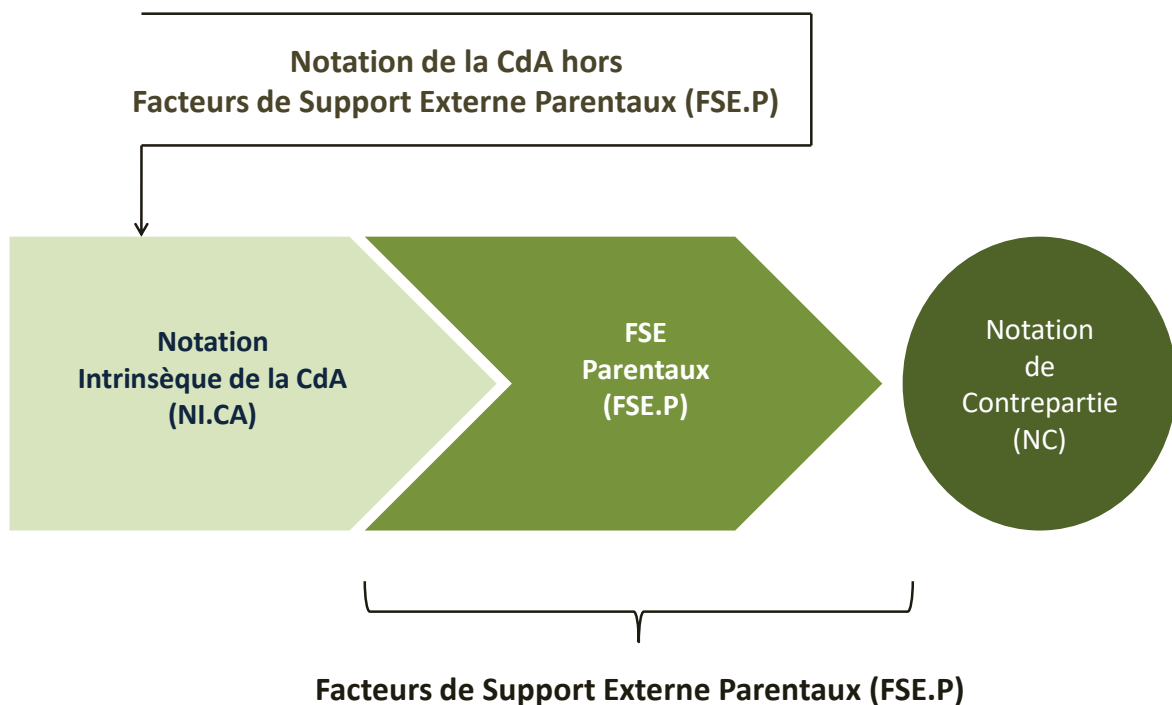 Notation de la CdA hors
Facteurs de Support Externe Parentaux (FSE.P)
Notation
Intrinsèque de la CdA
(NI.CA)
FSE
Parentaux
(FSE.P)
Notation
de
Contrepartie
(NC)
Facteurs de Support Externe Parentaux (FSE.P)